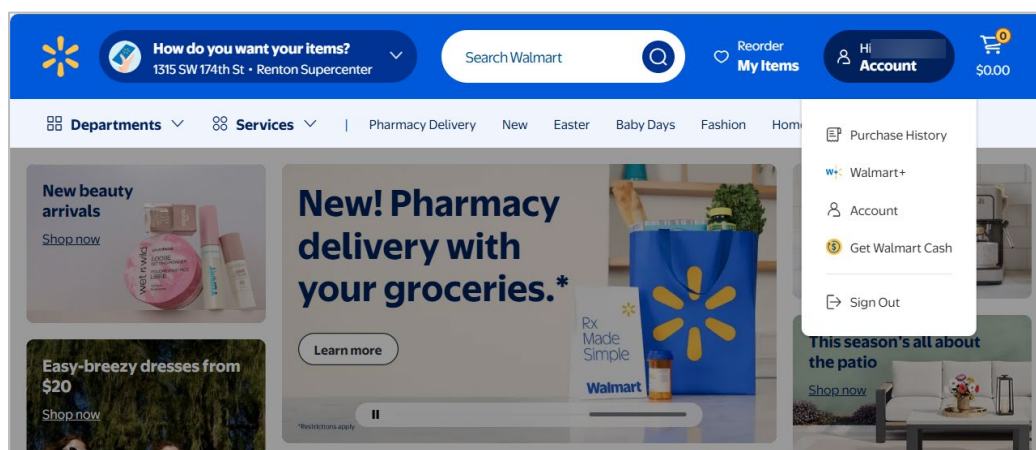 How do you want your items?
1315 SW 174th St • Renton Supercenter
Search Walmart
Reorder
My Items
Hi
Account
0
$0.00
Departments
Services
|
Pharmacy Delivery
New
Easter
Baby Days
Fashion
Purchase History
Walmart+
Account
Get Walmart Cash
Sign Out
New beauty
arrivals
Shop now
wet n wild
New! Pharmacy
delivery with
your groceries.*
Learn more
Rx
Made
Simple
Walmart
*Restrictions apply
Easy-breezy dresses from
$20
Shop now
This season's all about
the patio
Shop now